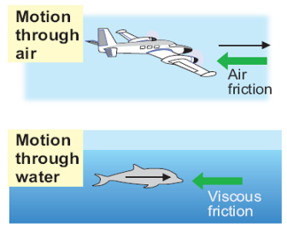 Motion
through
air
Air
friction
Motion
through
water
Viscous
friction